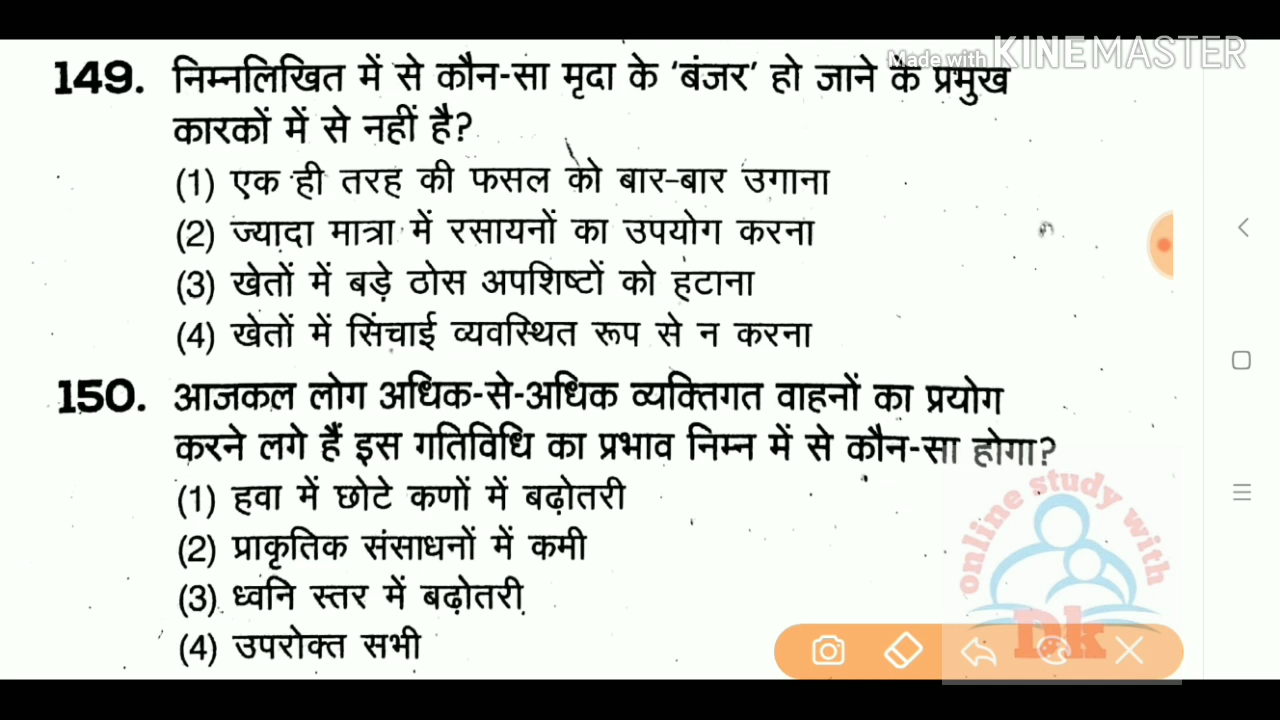 Made with KINEMASTER
149. निम्नलिखित में से कौन-सा मृदा के ‘बंजर’ हो जाने के प्रमुख
कारकों में से नहीं है?
(1) एक ही तरह की फसल को बार-बार उगाना
(2) ज्यादा मात्रा में रसायनों का उपयोग करना
(3) खेतों में बड़े ठोस अपशिष्टों को हटाना
(4) खेतों में सिंचाई व्यवस्थित रूप से न करना
150. आजकल लोग अधिक-से-अधिक व्यक्तिगत वाहनों का प्रयोग
करने लगे हैं इस गतिविधि का प्रभाव निम्न में से कौन-सा होगा?
(1) हवा में छोटे कणों में बढ़ोतरी
(2) प्राकृतिक संसाधनों में कमी
(3) ध्वनि स्तर में बढ़ोतरी
(4) उपरोक्त सभी
online study with
Dk